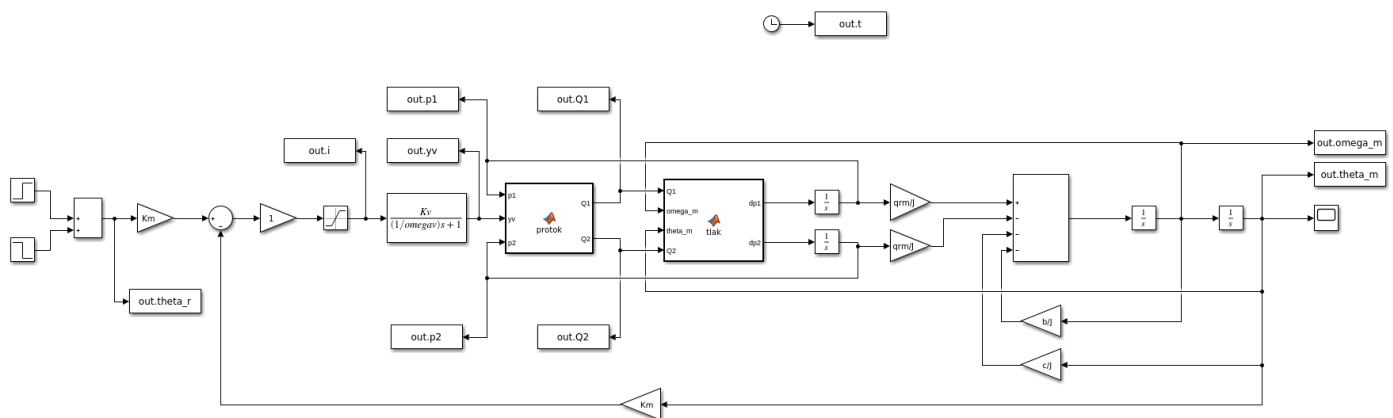 out.t
out.p1
out.Q1
out.i
out.yv
out.omega_m
out.theta_m
+
+
Km
+
−
1
Kv
(1/omegav)s + 1
p1
yv
p2
protok
Q1
Q2
Q1
omega_m
theta_m
Q2
tlak
dp1
dp2
1
s
1
s
qrm/J
qrm/J
+
−
−
−
1
s
1
s
out.theta_r
out.p2
out.Q2
b/J
c/J
Km